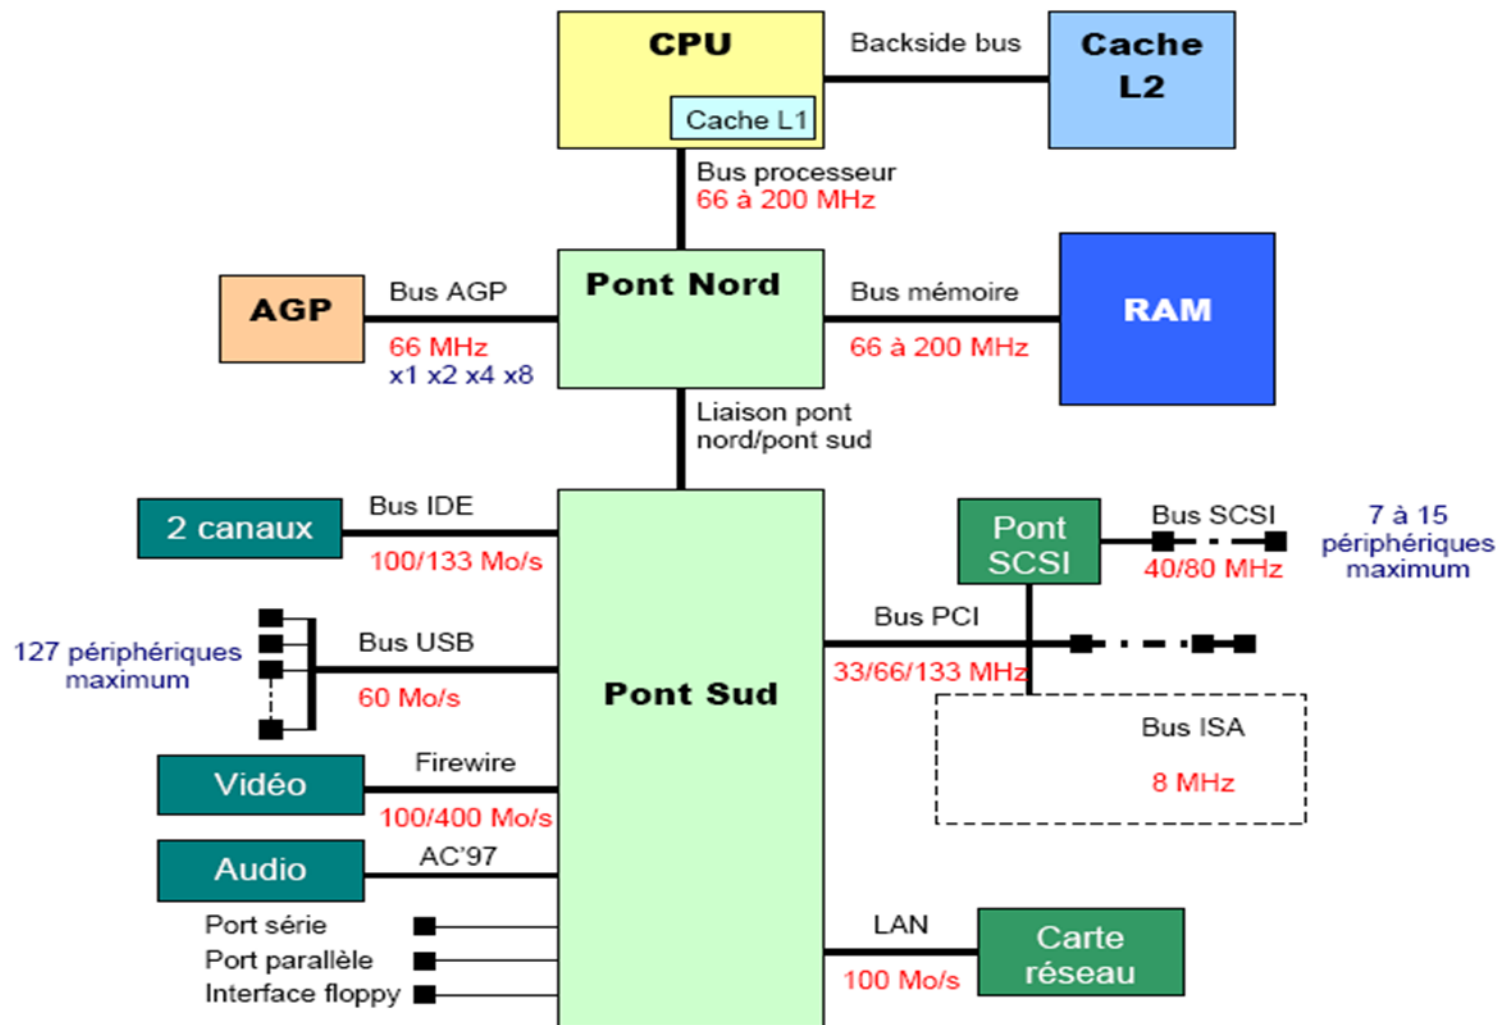 CPU
Cache L1
Backside bus
Cache
L2
Bus processeur
66 à 200 MHz
AGP
Bus AGP
66 MHz
x1 x2 x4 x8
Pont Nord
Bus mémoire
66 à 200 MHz
RAM
Liaison pont
nord/pont sud
2 canaux
Bus IDE
100/133 Mo/s
127 périphériques
maximum
Bus USB
60 Mo/s
Vidéo
Firewire
100/400 Mo/s
Audio
AC'97
Port série
Port parallèle
Interface floppy
Pont Sud
Pont
SCSI
Bus SCSI
40/80 MHz
7 à 15
périphériques
maximum
Bus PCI
33/66/133 MHz
Bus ISA
8 MHz
LAN
100 Mo/s
Carte
réseau